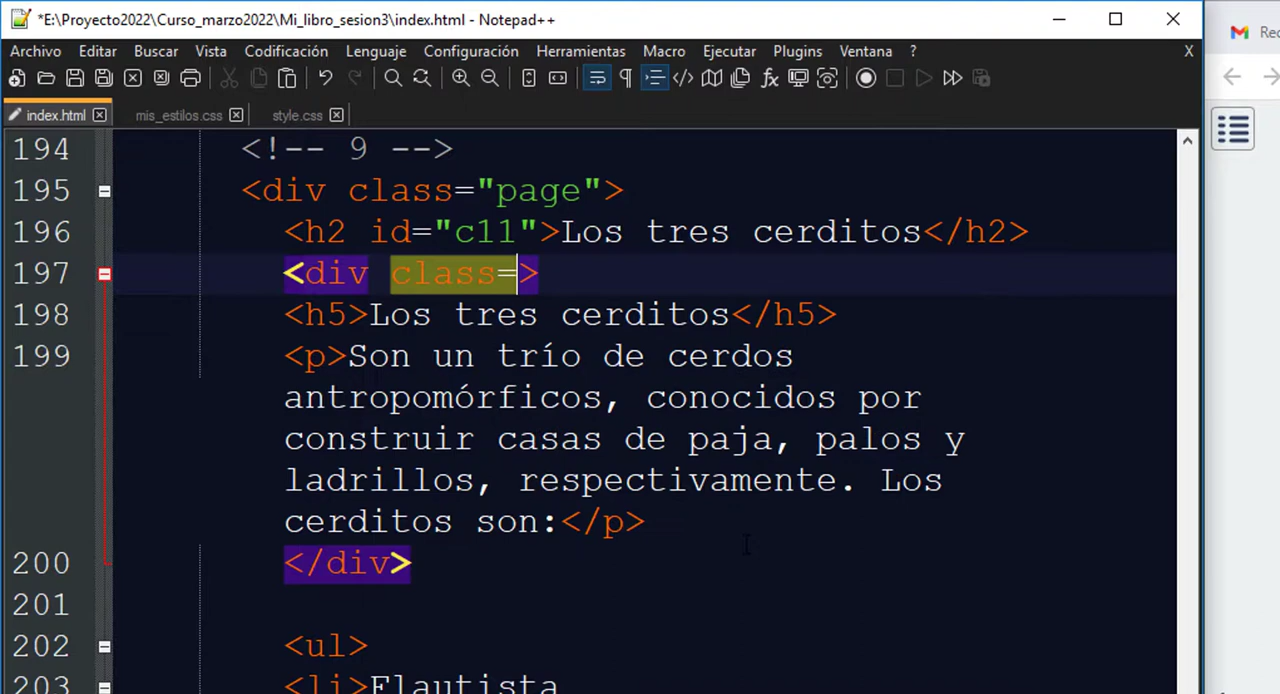 *E:\Proyecto2022\Curso_marzo2022\Mi_libro_sesion3\index.html - Notepad++
Rec
Archivo Editar Buscar Vista Codificación Lenguaje Configuración Herramientas Macro Ejecutar Plugins Ventana ? X
index.html mis_estilos.css style.css
194 <!-- 9 -->
195 <div class="page">
196 <h2 id="c11">Los tres cerditos</h2>
197 <div class=>
198 <h5>Los tres cerditos</h5>
199 <p>Son un trío de cerdos
antropomórficos, conocidos por
construir casas de paja, palos y
ladrillos, respectivamente. Los
cerditos son:</p>
200 </div>
201
202 <ul>
203 <li>Flautista